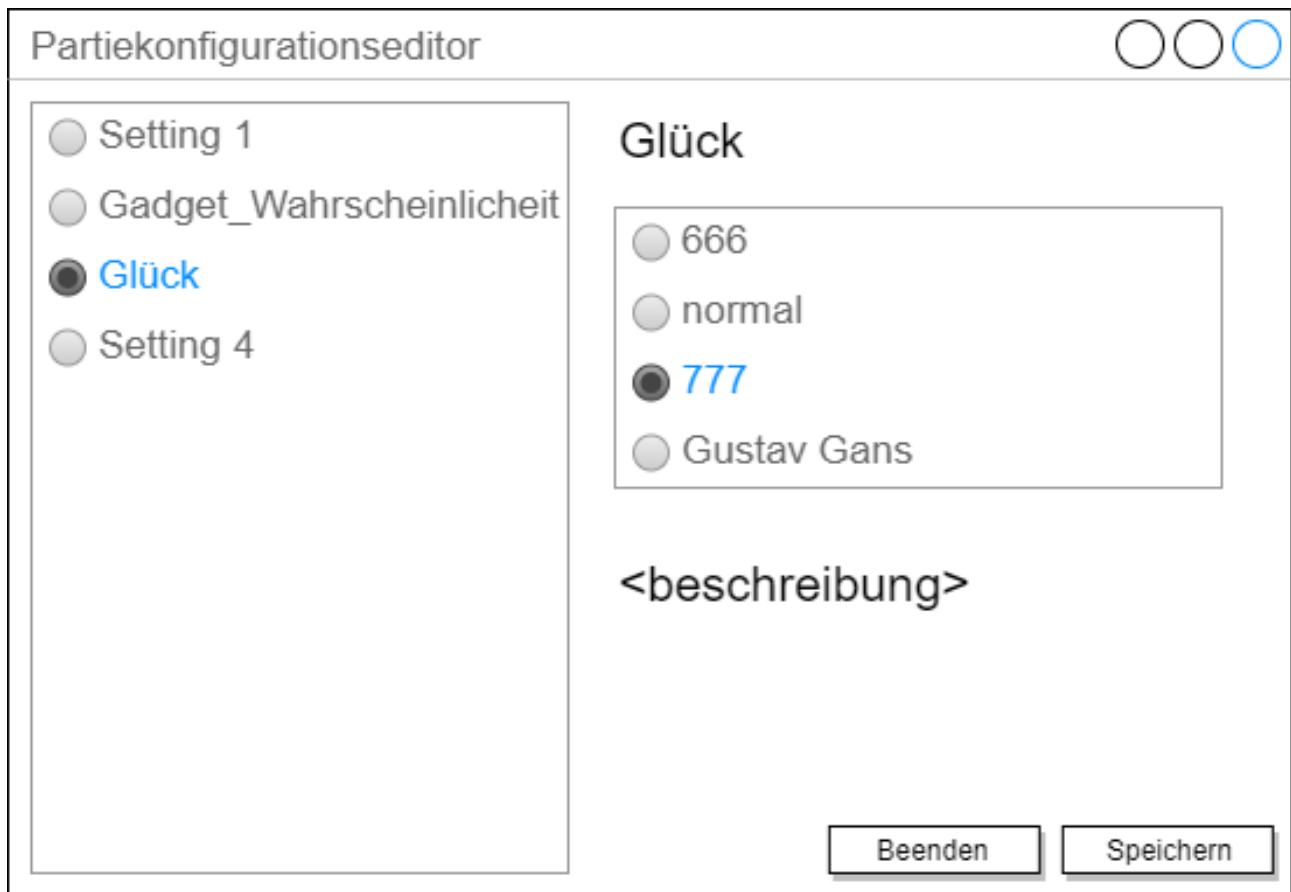 Partiekonfigurationseditor
Setting 1
Gadget_Wahrscheinlicheit
Glück
Setting 4
Glück
666
normal
777
Gustav Gans
<beschreibung>
Beenden
Speichern